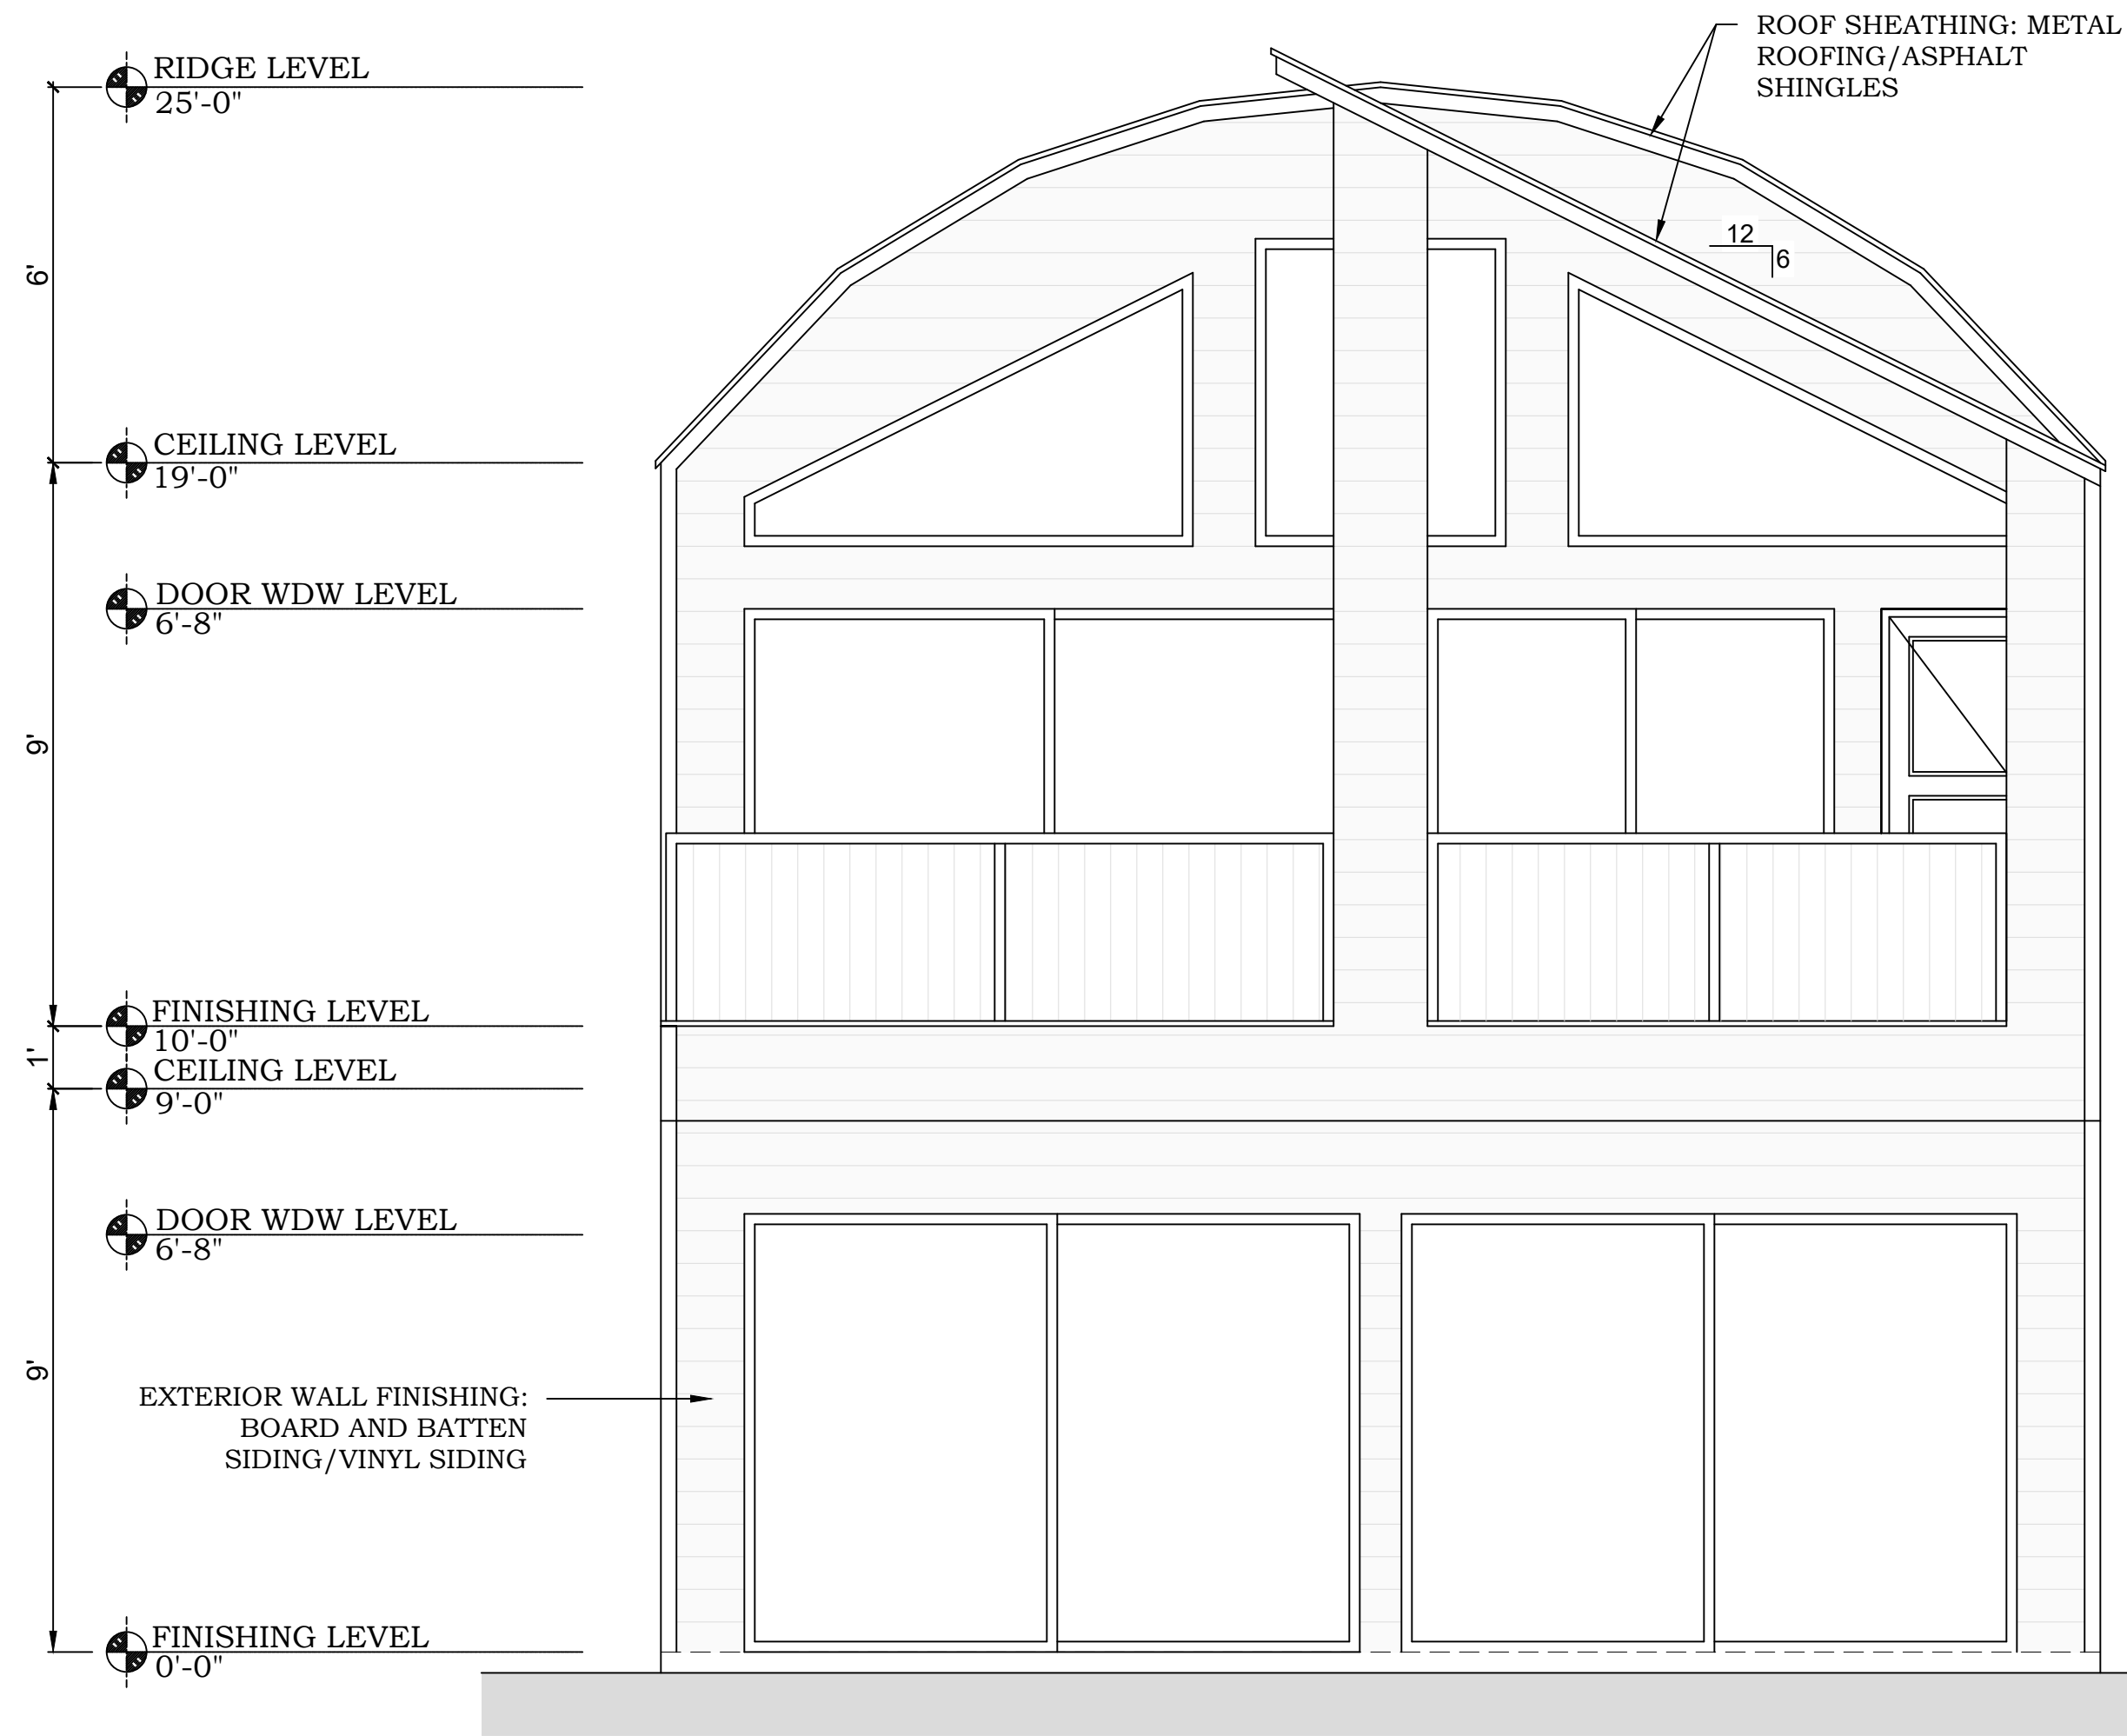 ROOF SHEATHING: METAL
ROOFING/ASPHALT
SHINGLES
RIDGE LEVEL
25'-0"
12
6
6'
CEILING LEVEL
19'-0"
DOOR WDW LEVEL
6'-8"
9'
FINISHING LEVEL
10'-0"
1'
CEILING LEVEL
9'-0"
DOOR WDW LEVEL
6'-8"
9'
EXTERIOR WALL FINISHING:
BOARD AND BATTEN
SIDING/VINYL SIDING
FINISHING LEVEL
0'-0"